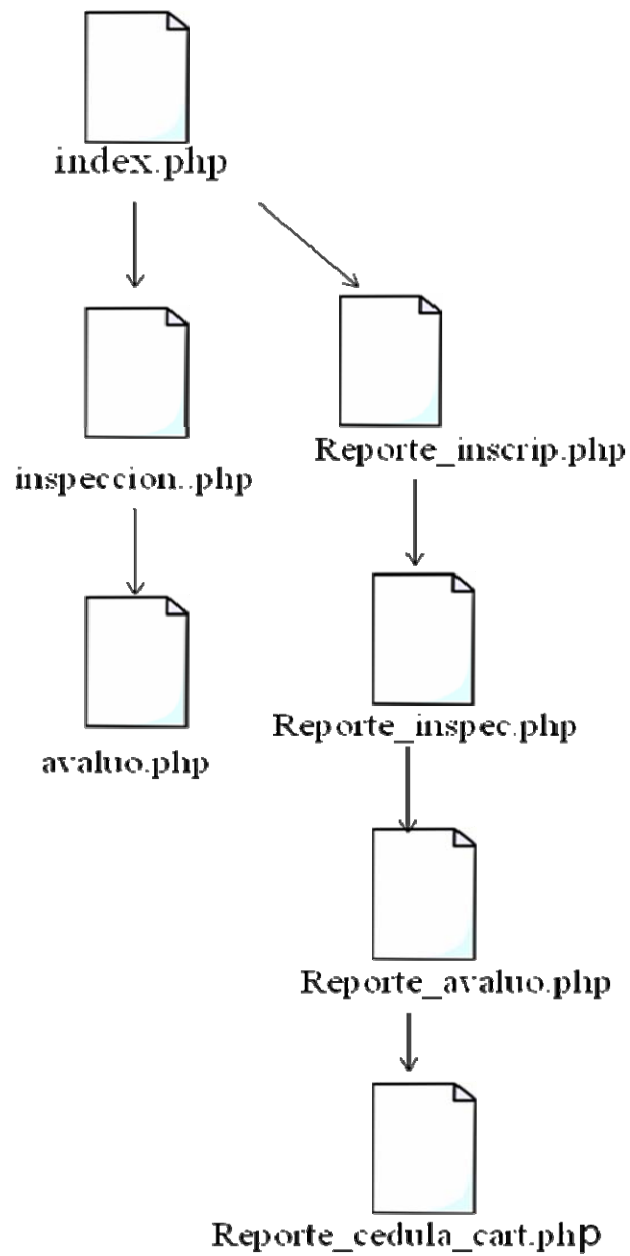 index.php
Reporte_inscrip.php
inspeccion..php
Reporte_inspec.php
avaluo.php
Reporte_avaluo.php
Reporte_cedula_cart.php